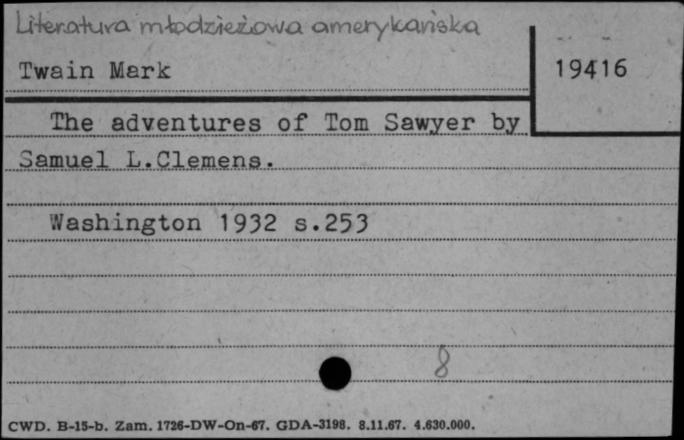 Literatura młodzieżowa amerykańska
Twain Mark
19416
The adventures of Tom Sawyer by
Samuel L.Clemens.
Washington 1932 s.253
8
CWD. B-15-b. Zam. 1726-DW-On-67. GDA-3198. 8.11.67. 4.630.000.